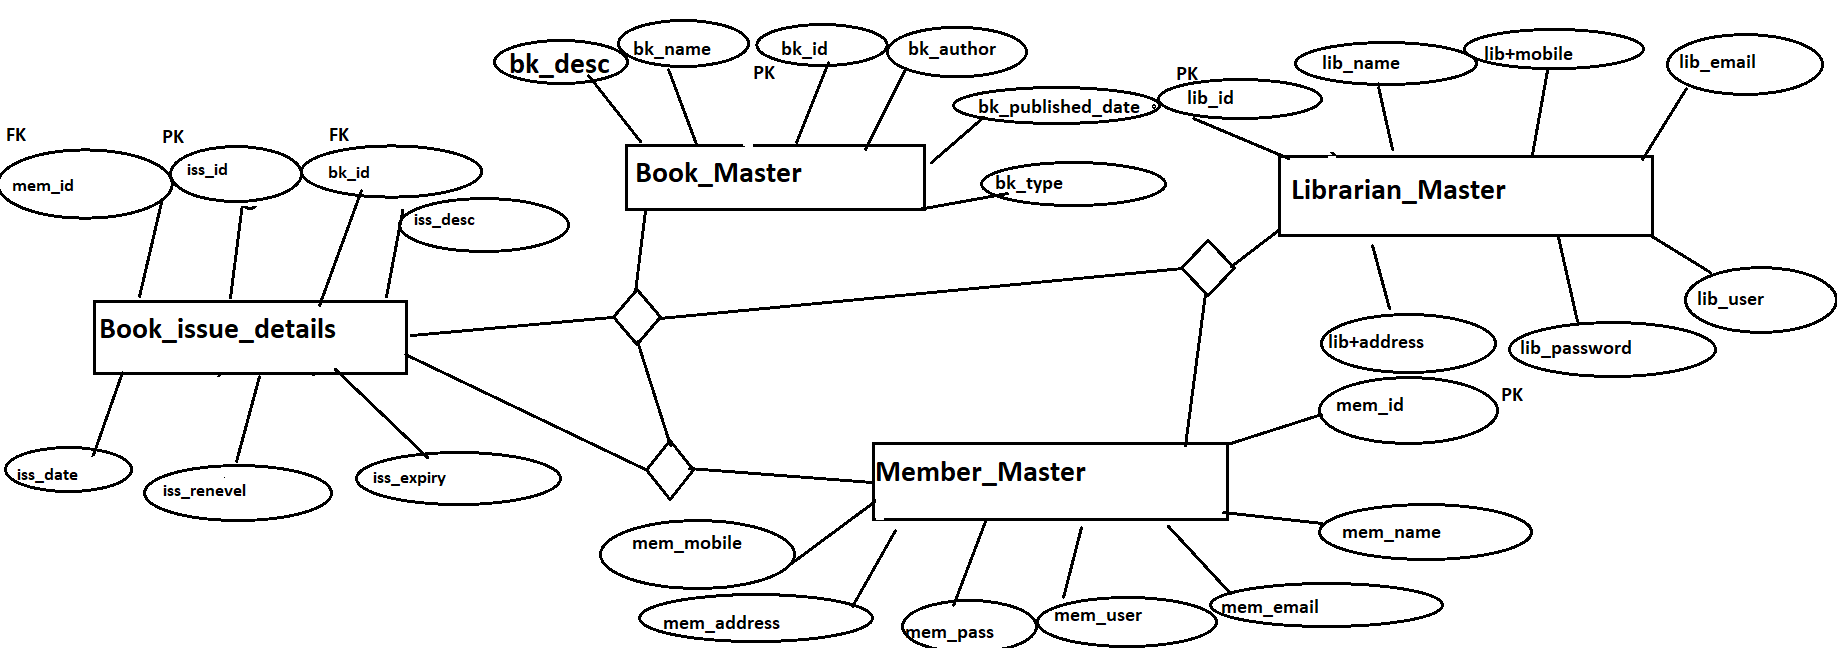 bk_desc
bk_name
bk_id
PK
bk_author
bk_published_date
bk_type
Book_Master
PK
lib_id
lib_name
lib+mobile
lib_email
Librarian_Master
lib_user
lib_password
lib+address
FK
mem_id
PK
iss_id
FK
bk_id
iss_desc
Book_issue_details
iss_date
iss_renevel
iss_expiry
mem_id
PK
Member_Master
mem_name
mem_mobile
mem_address
mem_pass
mem_user
mem_email